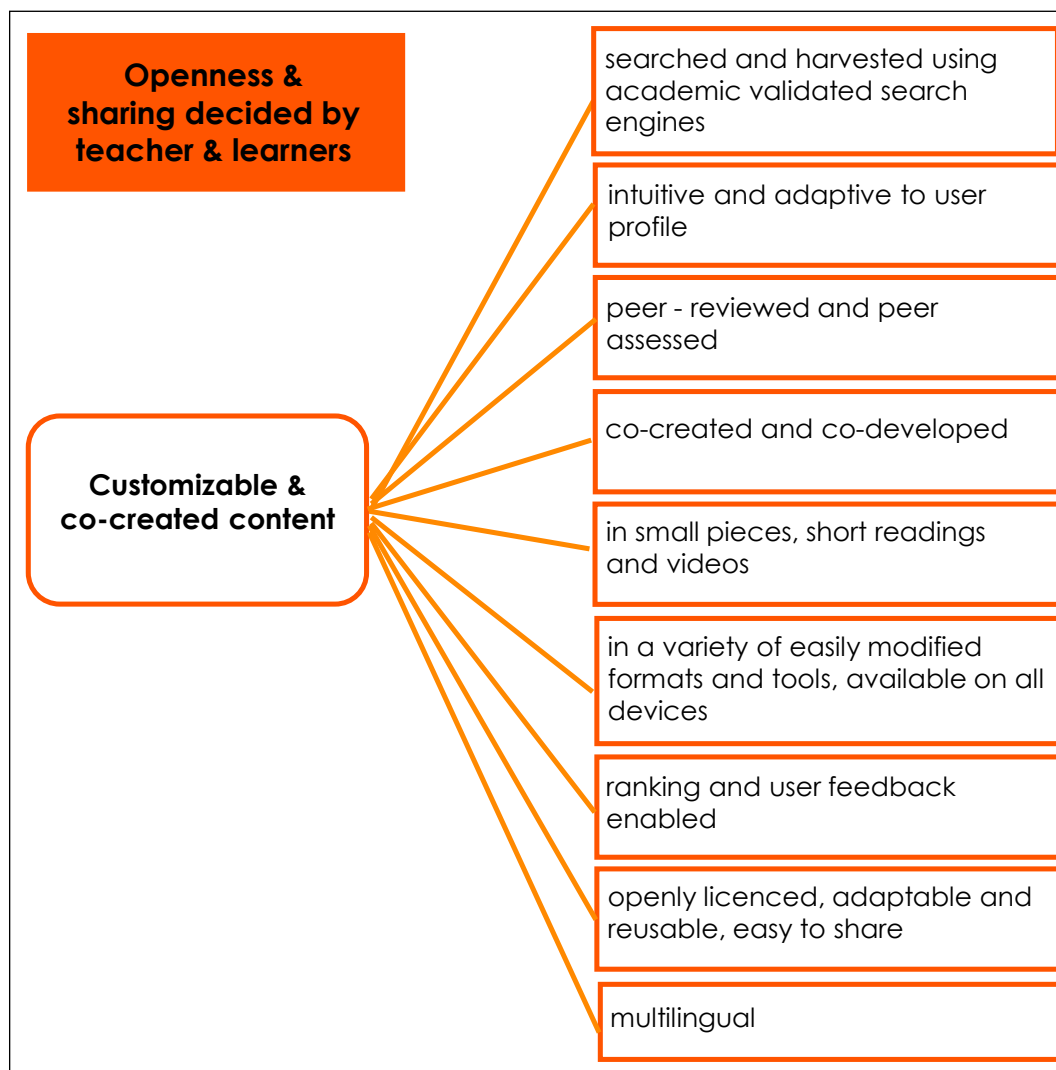 Openness &
sharing decided by
teacher & learners
Customizable &
co-created content
searched and harvested using
academic validated search
engines
intuitive and adaptive to user
profile
peer - reviewed and peer
assessed
co-created and co-developed
in small pieces, short readings
and videos
in a variety of easily modified
formats and tools, available on all
devices
ranking and user feedback
enabled
openly licenced, adaptable and
reusable, easy to share
multilingual